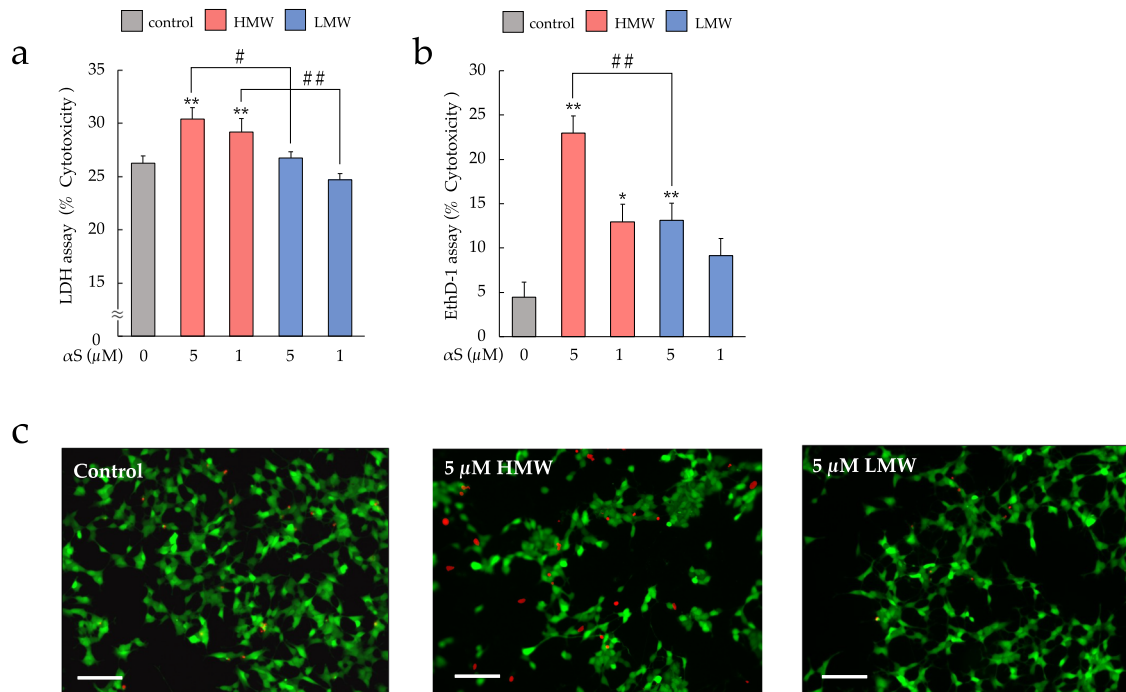 control HMW LMW
a
LDH assay (% Cytotoxicity )
35
30
25
20
15
0
≈
** ** # ##
αS (µM) 0 5 1 5 1
control HMW LMW
b
EthD-1 assay (% Cytotoxicity )
30
25
20
15
10
5
0
** * ** ##
αS (µM) 0 5 1 5 1
c
Control
5 µM HMW
5 µM LMW